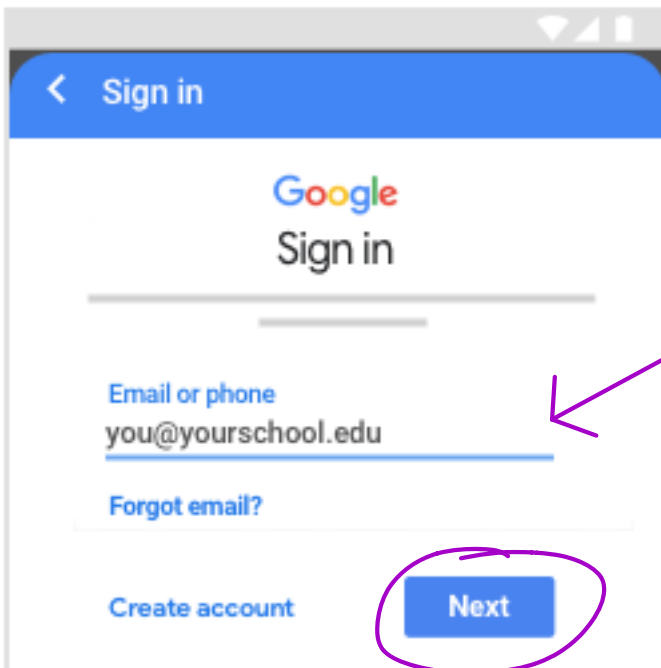 Sign in
Google
Sign in
Email or phone
you@yourschool.edu
Forgot email?
Create account Next